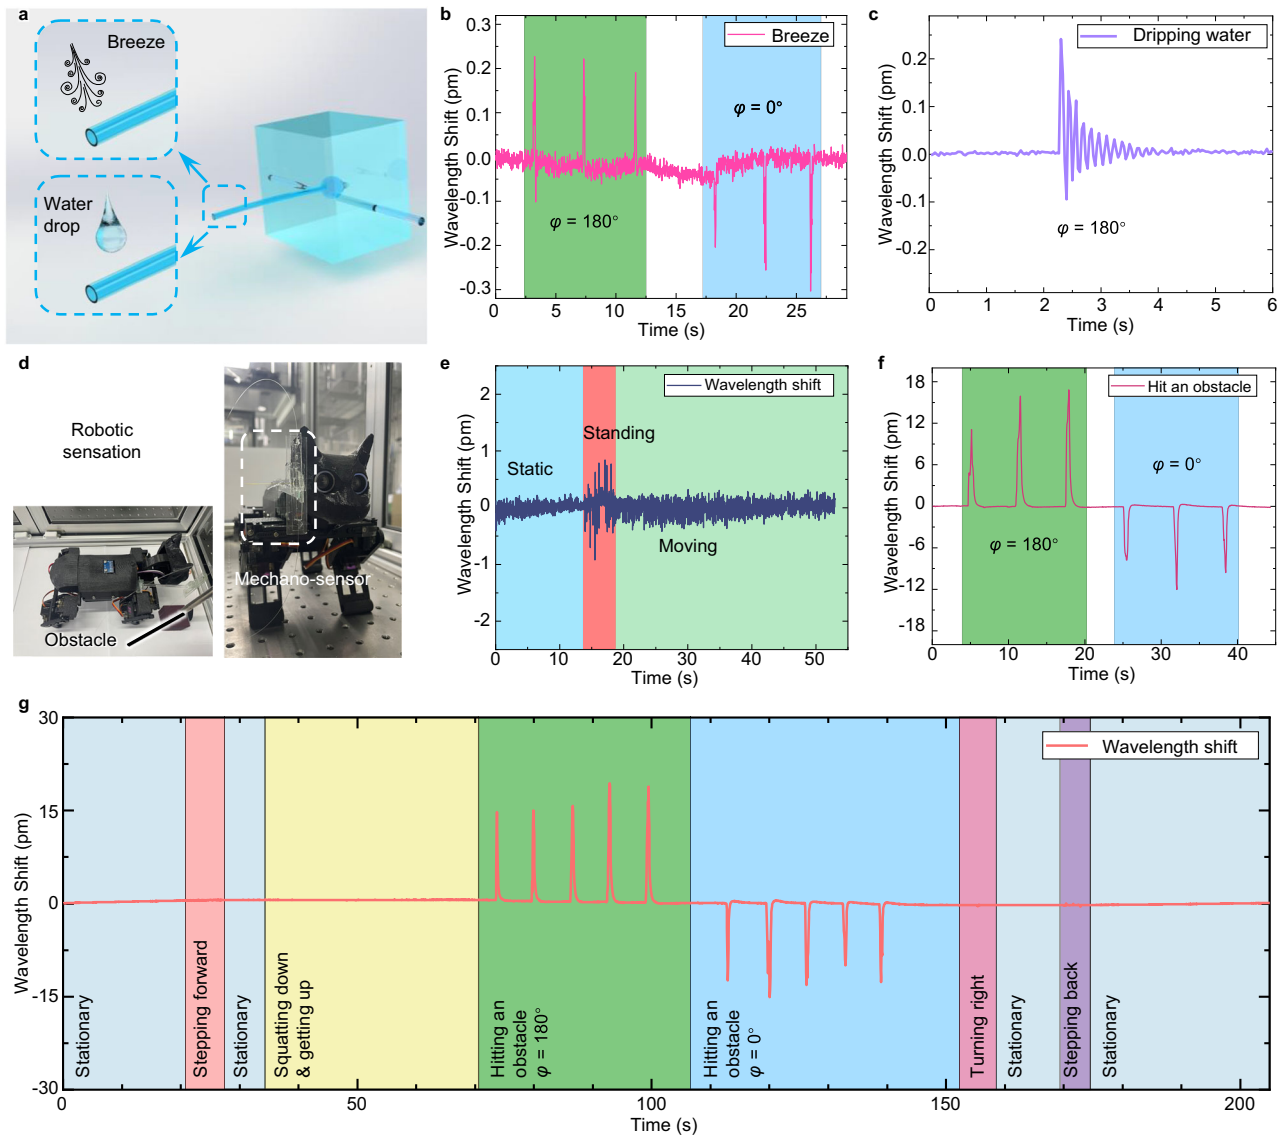 a
Breeze
Water
drop
b
Wavelength Shift (pm)
0.3
0.2
0.1
0.0
-0.1
-0.2
-0.3
Breeze
φ = 180°
φ = 0°
0 5 10 15 20 25
Time (s)
c
Wavelength Shift (pm)
0.2
0.1
0.0
-0.1
-0.2
Dripping water
φ = 180°
0 1 2 3 4 5 6
Time (s)
d
Robotic
sensation
Obstacle
Mechano-sensor
e
Wavelength Shift (pm)
2
1
0
-1
-2
Wavelength shift
Static
Standing
Moving
0 10 20 30 40 50
Time (s)
f
Wavelength Shift (pm)
18
12
6
0
-6
-12
-18
Hit an obstacle
φ = 180°
φ = 0°
0 10 20 30 40
Time (s)
g
Wavelength Shift (pm)
30
15
0
-15
-30
Wavelength shift
Stationary
Stepping forward
Stationary
Squatting down
& getting up
Hitting an
obstacle
φ = 180°
Hitting an
obstacle
φ = 0°
Turning right
Stationary
Stepping back
Stationary
0 50 100 150 200
Time (s)